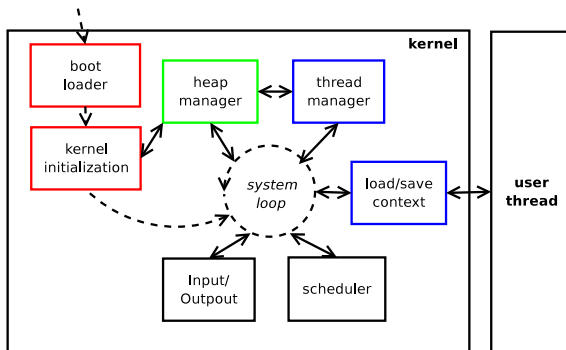 kernel
boot
loader
heap
manager
thread
manager
kernel
initialization
system
loop
load/save
context
user
thread
Input/
Outpout
scheduler